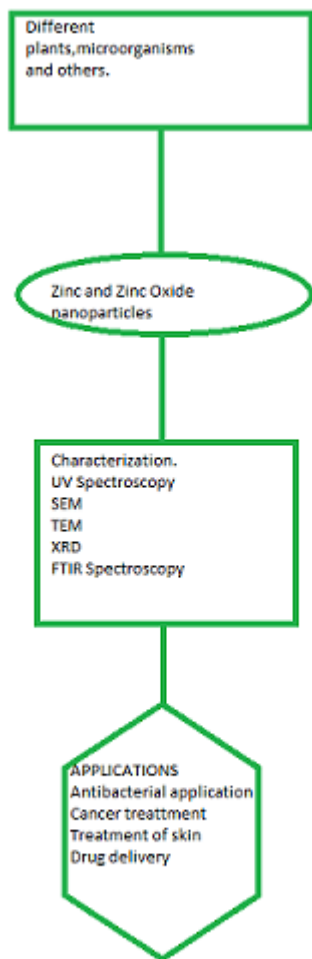 Different
plants,microorganisms
and others.
Zinc and Zinc Oxide
nanoparticles
Characterization.
UV Spectroscopy
SEM
TEM
XRD
FTIR Spectroscopy
APPLICATIONS
Antibacterial application
Cancer treattment
Treatment of skin
Drug delivery